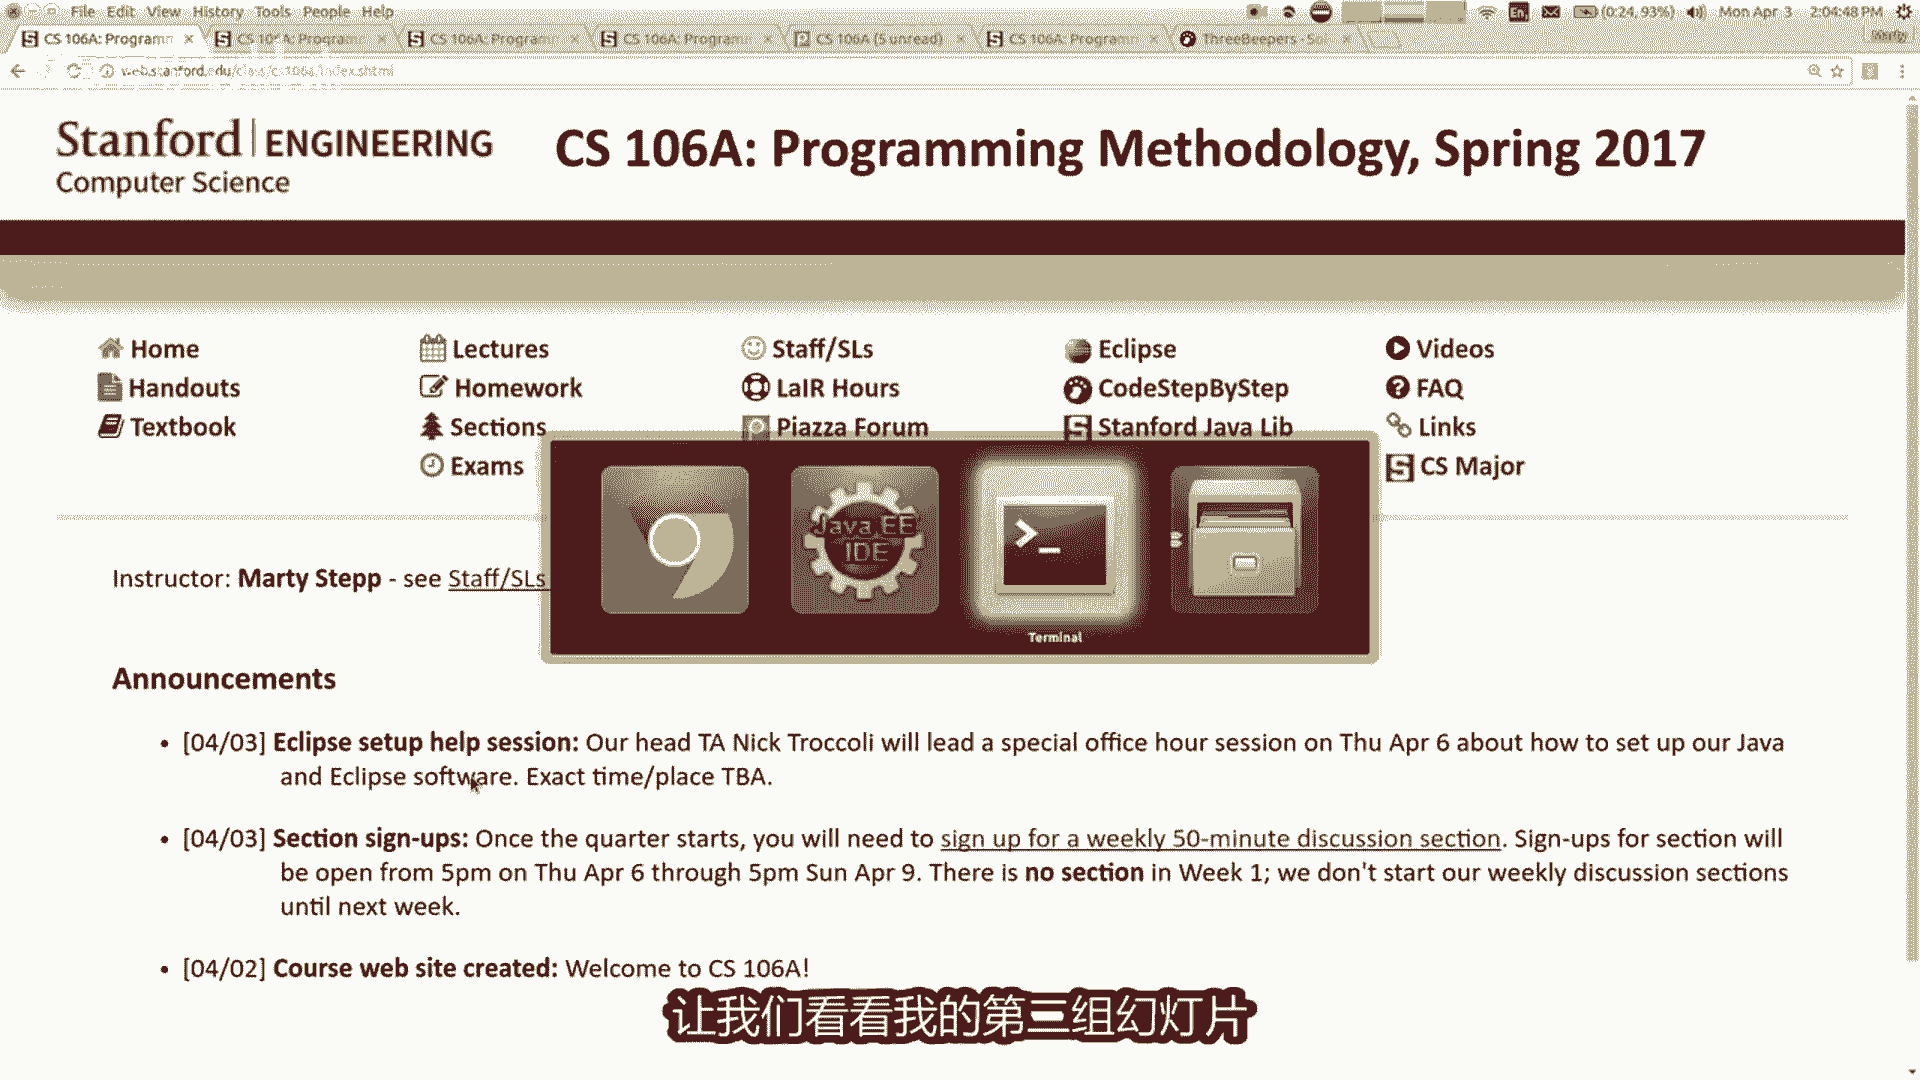 File Edit View History Tools People Help
(0:24, 93%) Mon Apr 3 2:04:48 PM
CS 106A: Programm CS 106A: Programm CS 106A: Programm CS 106A: Programm CS 106A (5 unread) CS 106A: Programm ThreeBeepers - Sol
web.stanford.edu/class/cs106a/index.shtml
Stanford ENGINEERING
Computer Science
CS 106A: Programming Methodology, Spring 2017
Home Lectures Staff/SLs Eclipse Videos
Handouts Homework LaIR Hours CodeStepByStep FAQ
Textbook Sections Piazza Forum Stanford Java Lib Links
Exams CS Major
Java EE
IDE
Terminal
Instructor: Marty Stepp - see Staff/SLs
Announcements
• [04/03] Eclipse setup help session: Our head TA Nick Troccoli will lead a special office hour session on Thu Apr 6 about how to set up our Java
and Eclipse software. Exact time/place TBA.
• [04/03] Section sign-ups: Once the quarter starts, you will need to sign up for a weekly 50-minute discussion section. Sign-ups for section will
be open from 5pm on Thu Apr 6 through 5pm Sun Apr 9. There is no section in Week 1; we don't start our weekly discussion sections
until next week.
• [04/02] Course web site created: Welcome to CS 106A!
让我们看看我的第三组幻灯片